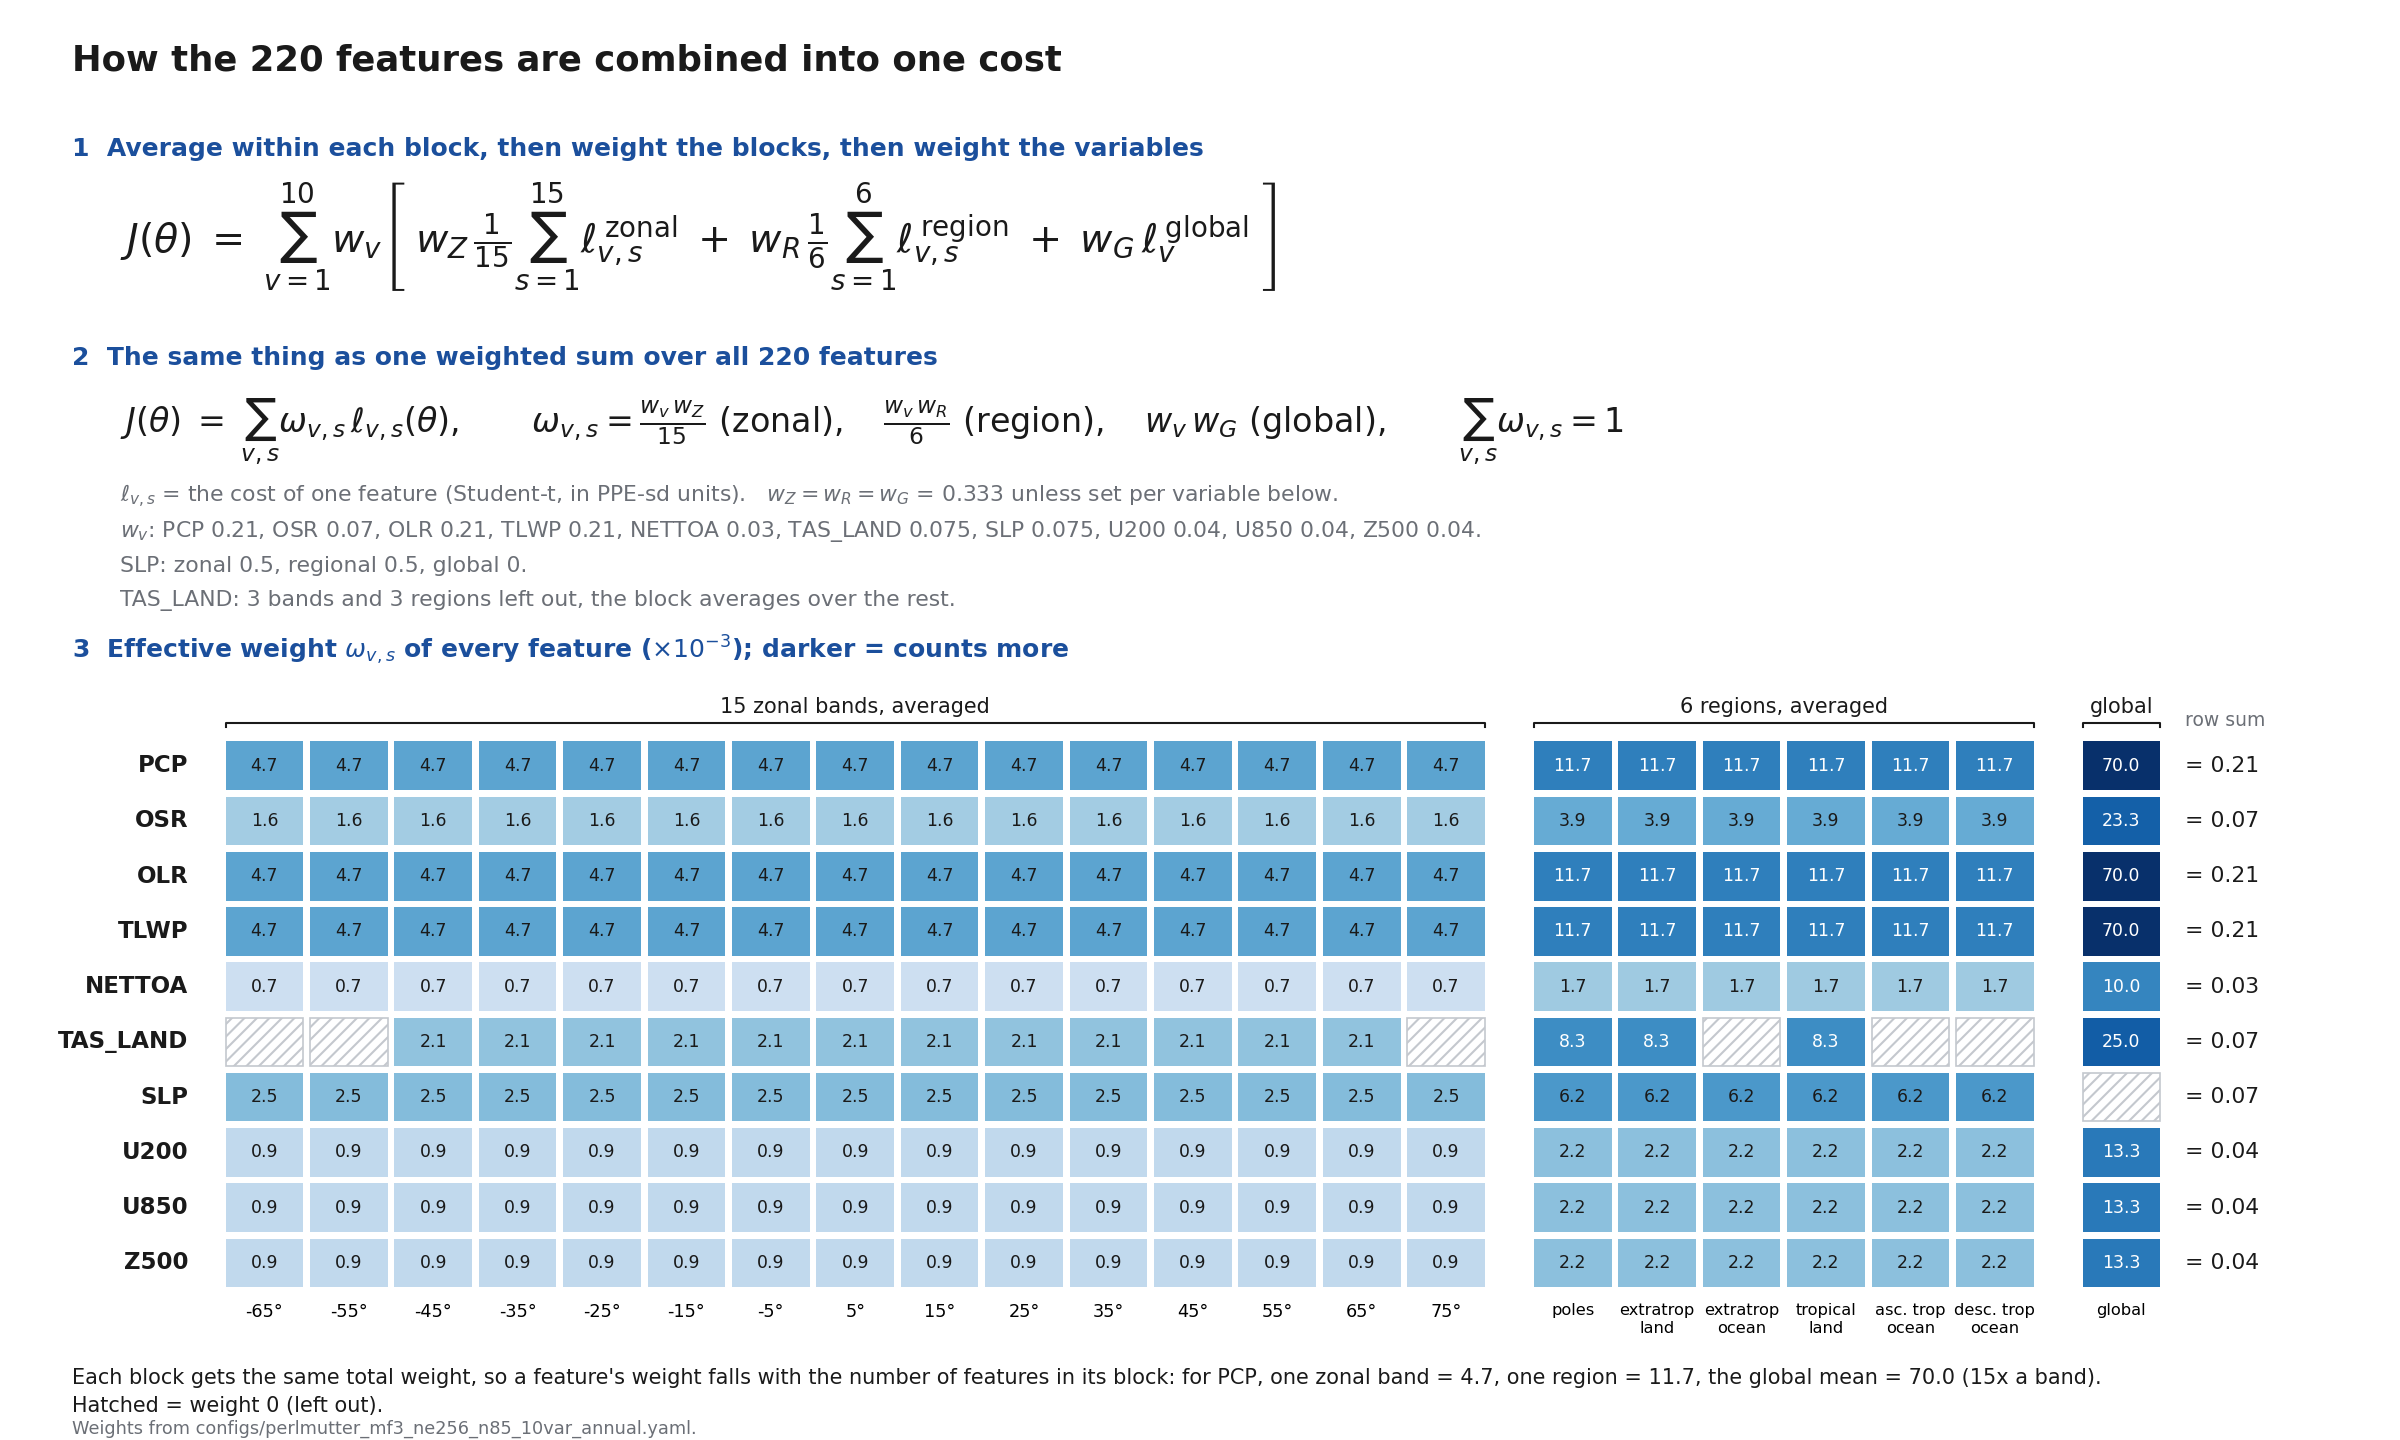 How the 220 features are combined into one cost
1 Average within each block, then weight the blocks, then weight the variables
J(θ) = ∑_{v=1}^{10} w_v [ w_Z 1/15 ∑_{s=1}^{15} ℓ_{v,s}^{zonal} + w_R 1/6 ∑_{s=1}^{6} ℓ_{v,s}^{region} + w_G ℓ_v^{global} ]
2 The same thing as one weighted sum over all 220 features
J(θ) = ∑_{v,s} ω_{v,s} ℓ_{v,s}(θ), ω_{v,s} = w_v w_Z/15 (zonal), w_v w_R/6 (region), w_v w_G (global), ∑_{v,s} ω_{v,s} = 1
ℓ_{v,s} = the cost of one feature (Student-t, in PPE-sd units). w_Z = w_R = w_G = 0.333 unless set per variable below.
w_v: PCP 0.21, OSR 0.07, OLR 0.21, TLWP 0.21, NETTOA 0.03, TAS_LAND 0.075, SLP 0.075, U200 0.04, U850 0.04, Z500 0.04.
SLP: zonal 0.5, regional 0.5, global 0.
TAS_LAND: 3 bands and 3 regions left out, the block averages over the rest.
3 Effective weight ω_{v,s} of every feature (×10^{-3}); darker = counts more
15 zonal bands, averaged 6 regions, averaged global row sum
PCP 4.7 4.7 4.7 4.7 4.7 4.7 4.7 4.7 4.7 4.7 4.7 4.7 4.7 4.7 4.7 11.7 11.7 11.7 11.7 11.7 11.7 70.0 = 0.21
OSR 1.6 1.6 1.6 1.6 1.6 1.6 1.6 1.6 1.6 1.6 1.6 1.6 1.6 1.6 1.6 3.9 3.9 3.9 3.9 3.9 3.9 23.3 = 0.07
OLR 4.7 4.7 4.7 4.7 4.7 4.7 4.7 4.7 4.7 4.7 4.7 4.7 4.7 4.7 4.7 11.7 11.7 11.7 11.7 11.7 11.7 70.0 = 0.21
TLWP 4.7 4.7 4.7 4.7 4.7 4.7 4.7 4.7 4.7 4.7 4.7 4.7 4.7 4.7 4.7 11.7 11.7 11.7 11.7 11.7 11.7 70.0 = 0.21
NETTOA 0.7 0.7 0.7 0.7 0.7 0.7 0.7 0.7 0.7 0.7 0.7 0.7 0.7 0.7 0.7 1.7 1.7 1.7 1.7 1.7 1.7 10.0 = 0.03
TAS_LAND 2.1 2.1 2.1 2.1 2.1 2.1 2.1 2.1 2.1 2.1 2.1 2.1 8.3 8.3 8.3 25.0 = 0.07
SLP 2.5 2.5 2.5 2.5 2.5 2.5 2.5 2.5 2.5 2.5 2.5 2.5 2.5 2.5 2.5 6.2 6.2 6.2 6.2 6.2 6.2 = 0.07
U200 0.9 0.9 0.9 0.9 0.9 0.9 0.9 0.9 0.9 0.9 0.9 0.9 0.9 0.9 0.9 2.2 2.2 2.2 2.2 2.2 2.2 13.3 = 0.04
U850 0.9 0.9 0.9 0.9 0.9 0.9 0.9 0.9 0.9 0.9 0.9 0.9 0.9 0.9 0.9 2.2 2.2 2.2 2.2 2.2 2.2 13.3 = 0.04
Z500 0.9 0.9 0.9 0.9 0.9 0.9 0.9 0.9 0.9 0.9 0.9 0.9 0.9 0.9 0.9 2.2 2.2 2.2 2.2 2.2 2.2 13.3 = 0.04
-65° -55° -45° -35° -25° -15° -5° 5° 15° 25° 35° 45° 55° 65° 75° poles extratrop extratrop tropical asc. trop desc. trop global
land ocean land ocean ocean
Each block gets the same total weight, so a feature's weight falls with the number of features in its block: for PCP, one zonal band = 4.7, one region = 11.7, the global mean = 70.0 (15x a band).
Hatched = weight 0 (left out).
Weights from configs/perlmutter_mf3_ne256_n85_10var_annual.yaml.